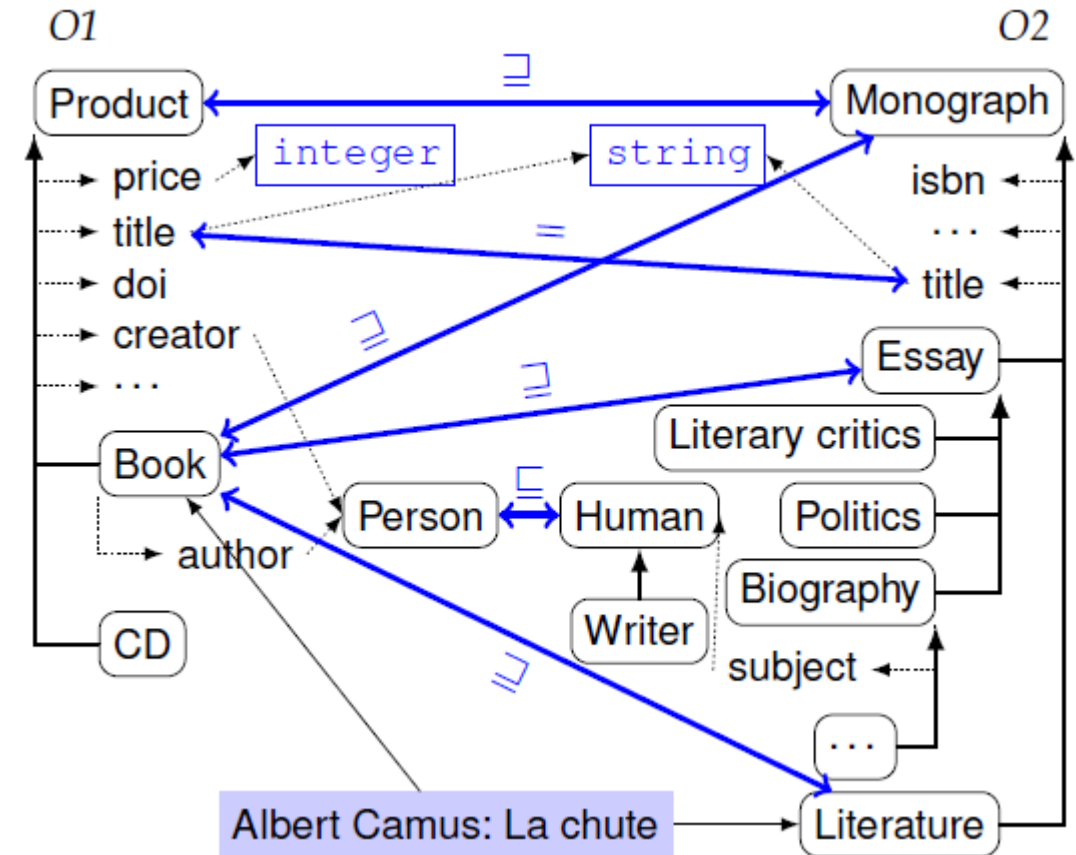 O1 O2
⊒
Product Monograph
integer string
price isbn
title = ...
doi title
creator ⊒
... ⊒ Essay
Literary critics
Book
⊑
Person Human Politics
author
Biography
Writer
CD
subject
⊒
...
Albert Camus: La chute Literature